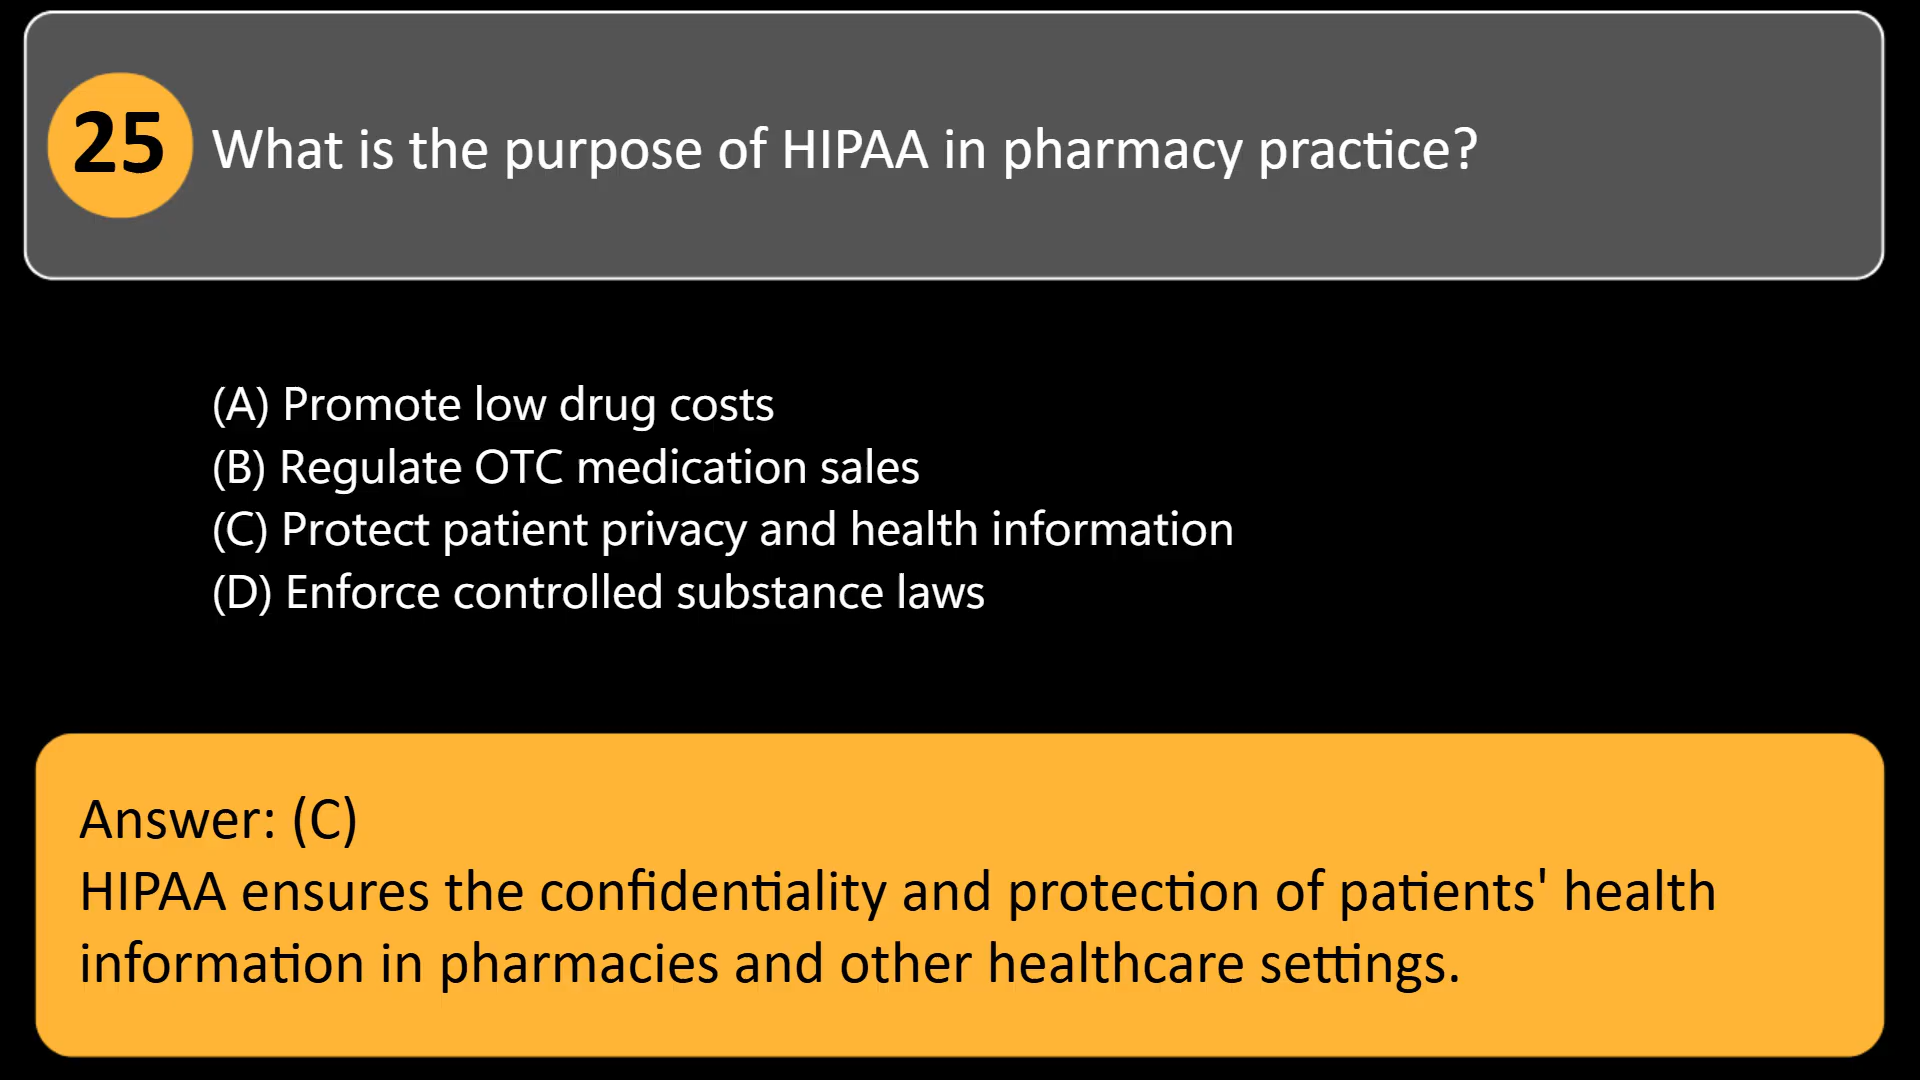 25 What is the purpose of HIPAA in pharmacy practice?
(A) Promote low drug costs
(B) Regulate OTC medication sales
(C) Protect patient privacy and health information
(D) Enforce controlled substance laws
Answer: (C)
HIPAA ensures the confidentiality and protection of patients' health
information in pharmacies and other healthcare settings.